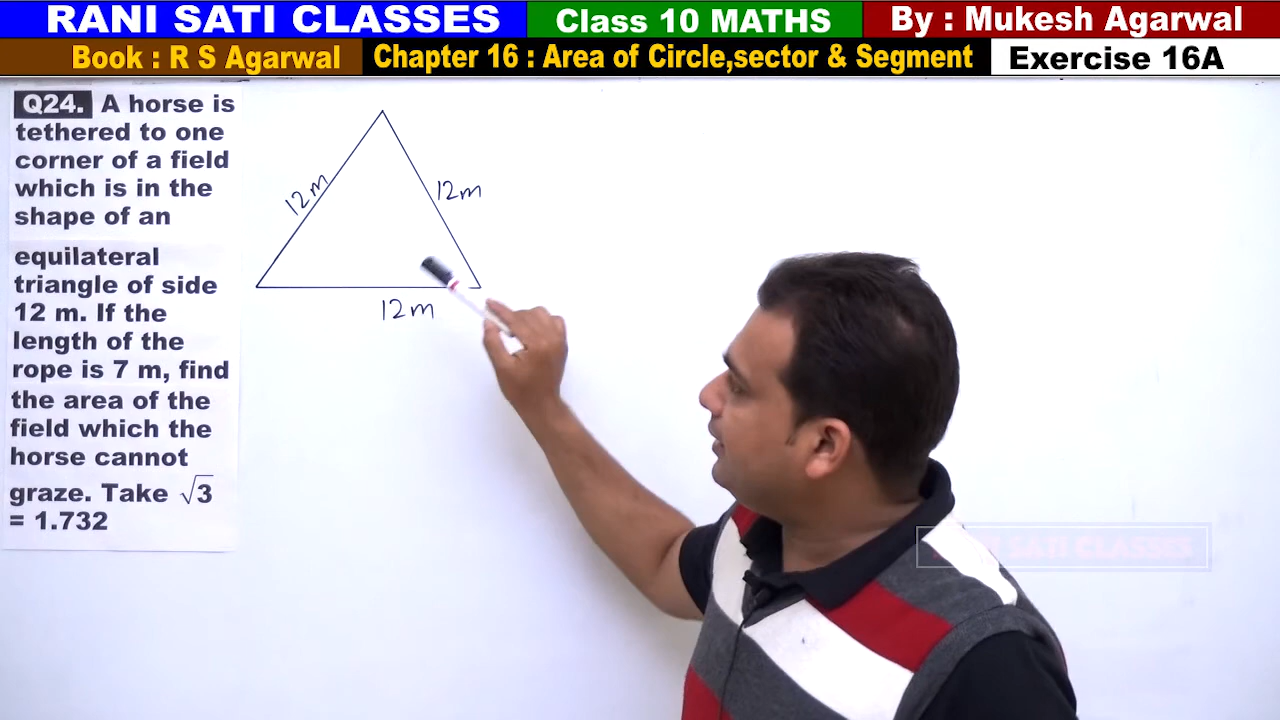 RANI SATI CLASSES
Class 10 MATHS
By : Mukesh Agarwal
Book : R S Agarwal
Chapter 16 : Area of Circle,sector & Segment
Exercise 16A
Q24. A horse is
tethered to one
corner of a field
which is in the
shape of an
equilateral
triangle of side
12 m. If the
length of the
rope is 7 m, find
the area of the
field which the
horse cannot
graze. Take √3
= 1.732
12m
12m
12m
SATI CLASSES